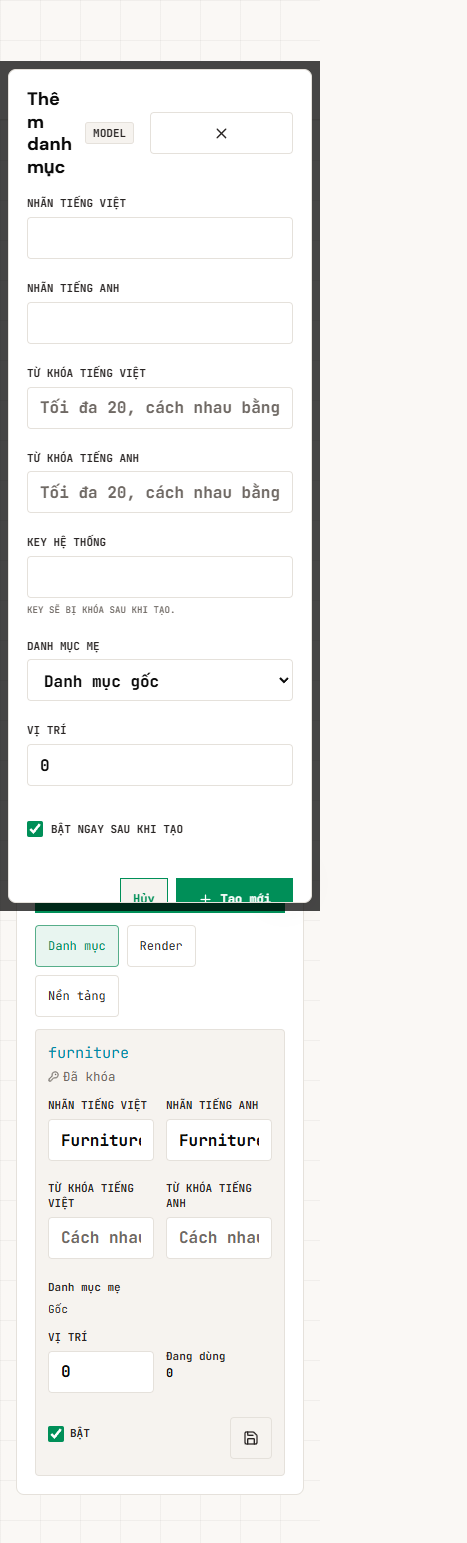 Thê
m
danh
mục
MODEL
NHÃN TIẾNG VIỆT
NHÃN TIẾNG ANH
TỪ KHÓA TIẾNG VIỆT
Tối đa 20, cách nhau bằng
TỪ KHÓA TIẾNG ANH
Tối đa 20, cách nhau bằng
KEY HỆ THỐNG
KEY SẼ BỊ KHÓA SAU KHI TẠO.
DANH MỤC MẸ
Danh mục gốc
VỊ TRÍ
0
BẬT NGAY SAU KHI TẠO
Hủy
Tạo mới
Danh mục
Render
Nền tảng
furniture
Đã khóa
NHÃN TIẾNG VIỆT
NHÃN TIẾNG ANH
Furniture
Furniture
TỪ KHÓA TIẾNG
VIỆT
TỪ KHÓA TIẾNG
ANH
Cách nhau
Cách nhau
Danh mục mẹ
Gốc
VỊ TRÍ
0
Đang dùng
0
BẬT